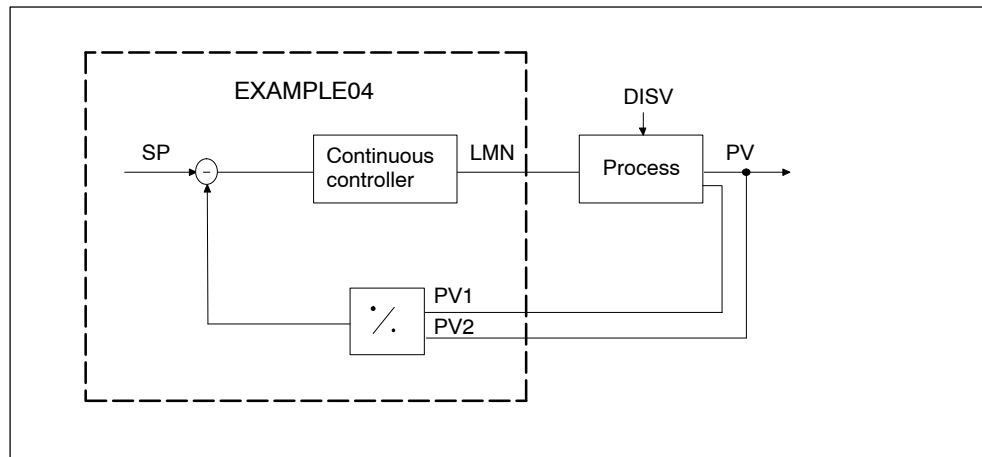 EXAMPLE04
DISV
SP
Continuous
controller
LMN
Process
PV
PV1
PV2